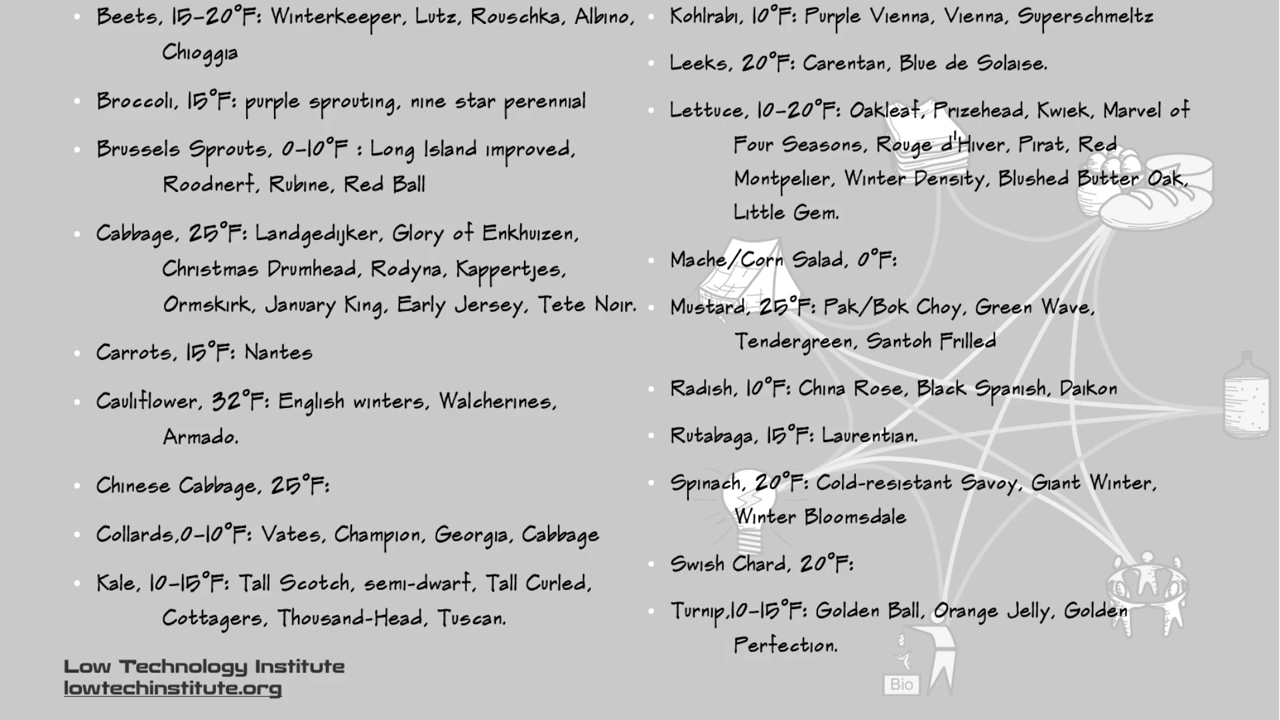 Beets, 15-20°F: Winterkeeper, Lutz, Rouschka, Albino,
Chioggia
Broccoli, 15°F: purple sprouting, nine star perennial
Brussels Sprouts, 0-10°F : Long Island improved,
Roodnerf, Rubine, Red Ball
Cabbage, 25°F: Landgedijker, Glory of Enkhuizen,
Christmas Drumhead, Rodyna, Kappertjes,
Ormskirk, January King, Early Jersey, Tete Noir.
Carrots, 15°F: Nantes
Cauliflower, 32°F: English winters, Walcherines,
Armado.
Chinese Cabbage, 25°F:
Collards,0-10°F: Vates, Champion, Georgia, Cabbage
Kale, 10-15°F: Tall Scotch, semi-dwarf, Tall Curled,
Cottagers, Thousand-Head, Tuscan.
Kohlrabi, 10°F: Purple Vienna, Vienna, Superschmeltz
Leeks, 20°F: Carentan, Blue de Solaise.
Lettuce, 10-20°F: Oakleaf, Prizehead, Kwiek, Marvel of
Four Seasons, Rouge d'Hiver, Pirat, Red
Montpelier, Winter Density, Blushed Butter Oak,
Little Gem.
Mache/Corn Salad, 0°F:
Mustard, 25°F: Pak/Bok Choy, Green Wave,
Tendergreen, Santoh Frilled
Radish, 10°F: China Rose, Black Spanish, Daikon
Rutabaga, 15°F: Laurentian.
Spinach, 20°F: Cold-resistant Savoy, Giant Winter,
Winter Bloomsdale
Swish Chard, 20°F:
Turnip,10-15°F: Golden Ball, Orange Jelly, Golden
Perfection.
Bio
Low Technology Institute
lowtechinstitute.org